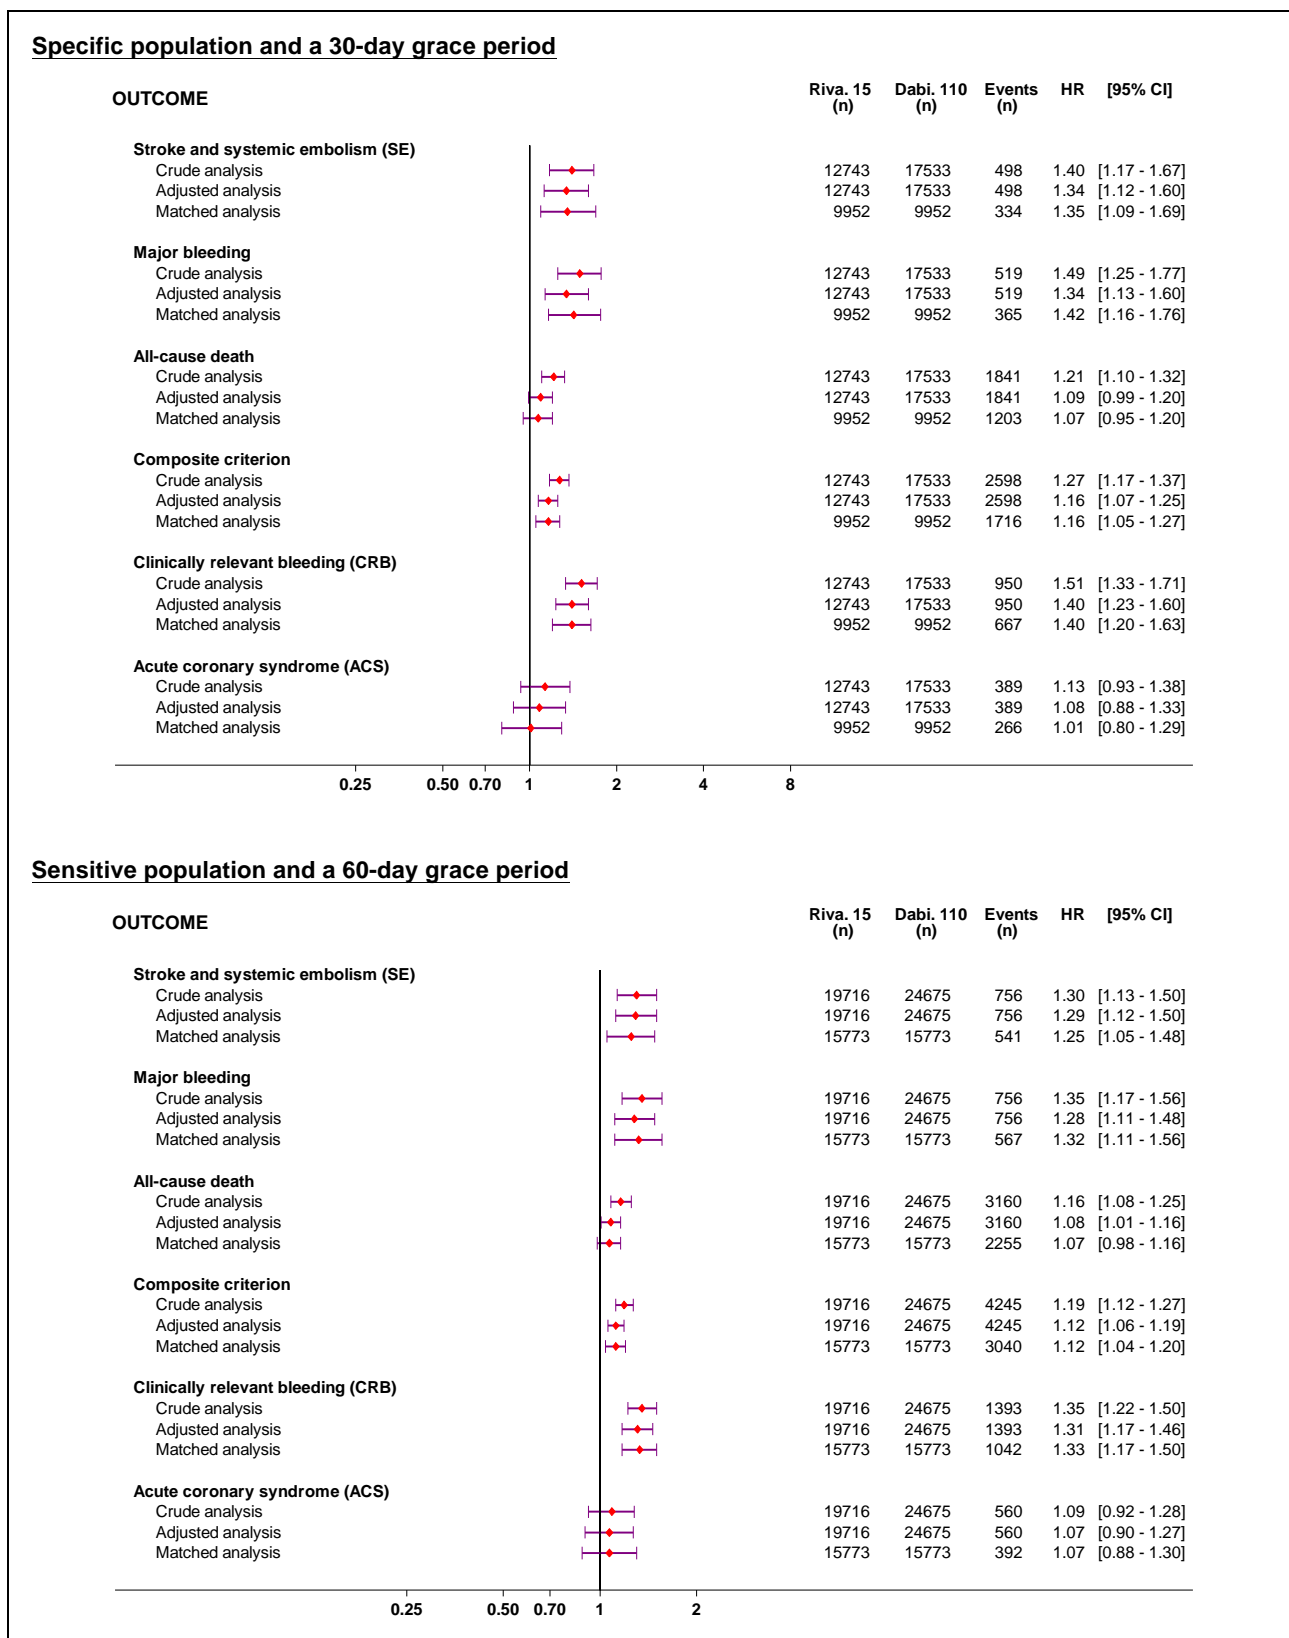 Specific population and a 30-day grace period
OUTCOME Riva. 15 (n) Dabi. 110 (n) Events (n) HR [95% CI]
Stroke and systemic embolism (SE)
Crude analysis 12743 17533 498 1.40 [1.17 - 1.67]
Adjusted analysis 12743 17533 498 1.34 [1.12 - 1.60]
Matched analysis 9952 9952 334 1.35 [1.09 - 1.69]
Major bleeding
Crude analysis 12743 17533 519 1.49 [1.25 - 1.77]
Adjusted analysis 12743 17533 519 1.34 [1.13 - 1.60]
Matched analysis 9952 9952 365 1.42 [1.16 - 1.76]
All-cause death
Crude analysis 12743 17533 1841 1.21 [1.10 - 1.32]
Adjusted analysis 12743 17533 1841 1.09 [0.99 - 1.20]
Matched analysis 9952 9952 1203 1.07 [0.95 - 1.20]
Composite criterion
Crude analysis 12743 17533 2598 1.27 [1.17 - 1.37]
Adjusted analysis 12743 17533 2598 1.16 [1.07 - 1.25]
Matched analysis 9952 9952 1716 1.16 [1.05 - 1.27]
Clinically relevant bleeding (CRB)
Crude analysis 12743 17533 950 1.51 [1.33 - 1.71]
Adjusted analysis 12743 17533 950 1.40 [1.23 - 1.60]
Matched analysis 9952 9952 667 1.40 [1.20 - 1.63]
Acute coronary syndrome (ACS)
Crude analysis 12743 17533 389 1.13 [0.93 - 1.38]
Adjusted analysis 12743 17533 389 1.08 [0.88 - 1.33]
Matched analysis 9952 9952 266 1.01 [0.80 - 1.29]
0.25 0.50 0.70 1 2 4 8
Sensitive population and a 60-day grace period
OUTCOME Riva. 15 (n) Dabi. 110 (n) Events (n) HR [95% CI]
Stroke and systemic embolism (SE)
Crude analysis 19716 24675 756 1.30 [1.13 - 1.50]
Adjusted analysis 19716 24675 756 1.29 [1.12 - 1.50]
Matched analysis 15773 15773 541 1.25 [1.05 - 1.48]
Major bleeding
Crude analysis 19716 24675 756 1.35 [1.17 - 1.56]
Adjusted analysis 19716 24675 756 1.28 [1.11 - 1.48]
Matched analysis 15773 15773 567 1.32 [1.11 - 1.56]
All-cause death
Crude analysis 19716 24675 3160 1.16 [1.08 - 1.25]
Adjusted analysis 19716 24675 3160 1.08 [1.01 - 1.16]
Matched analysis 15773 15773 2255 1.07 [0.98 - 1.16]
Composite criterion
Crude analysis 19716 24675 4245 1.19 [1.12 - 1.27]
Adjusted analysis 19716 24675 4245 1.12 [1.06 - 1.19]
Matched analysis 15773 15773 3040 1.12 [1.04 - 1.20]
Clinically relevant bleeding (CRB)
Crude analysis 19716 24675 1393 1.35 [1.22 - 1.50]
Adjusted analysis 19716 24675 1393 1.31 [1.17 - 1.46]
Matched analysis 15773 15773 1042 1.33 [1.17 - 1.50]
Acute coronary syndrome (ACS)
Crude analysis 19716 24675 560 1.09 [0.92 - 1.28]
Adjusted analysis 19716 24675 560 1.07 [0.90 - 1.27]
Matched analysis 15773 15773 392 1.07 [0.88 - 1.30]
0.25 0.50 0.70 1 2